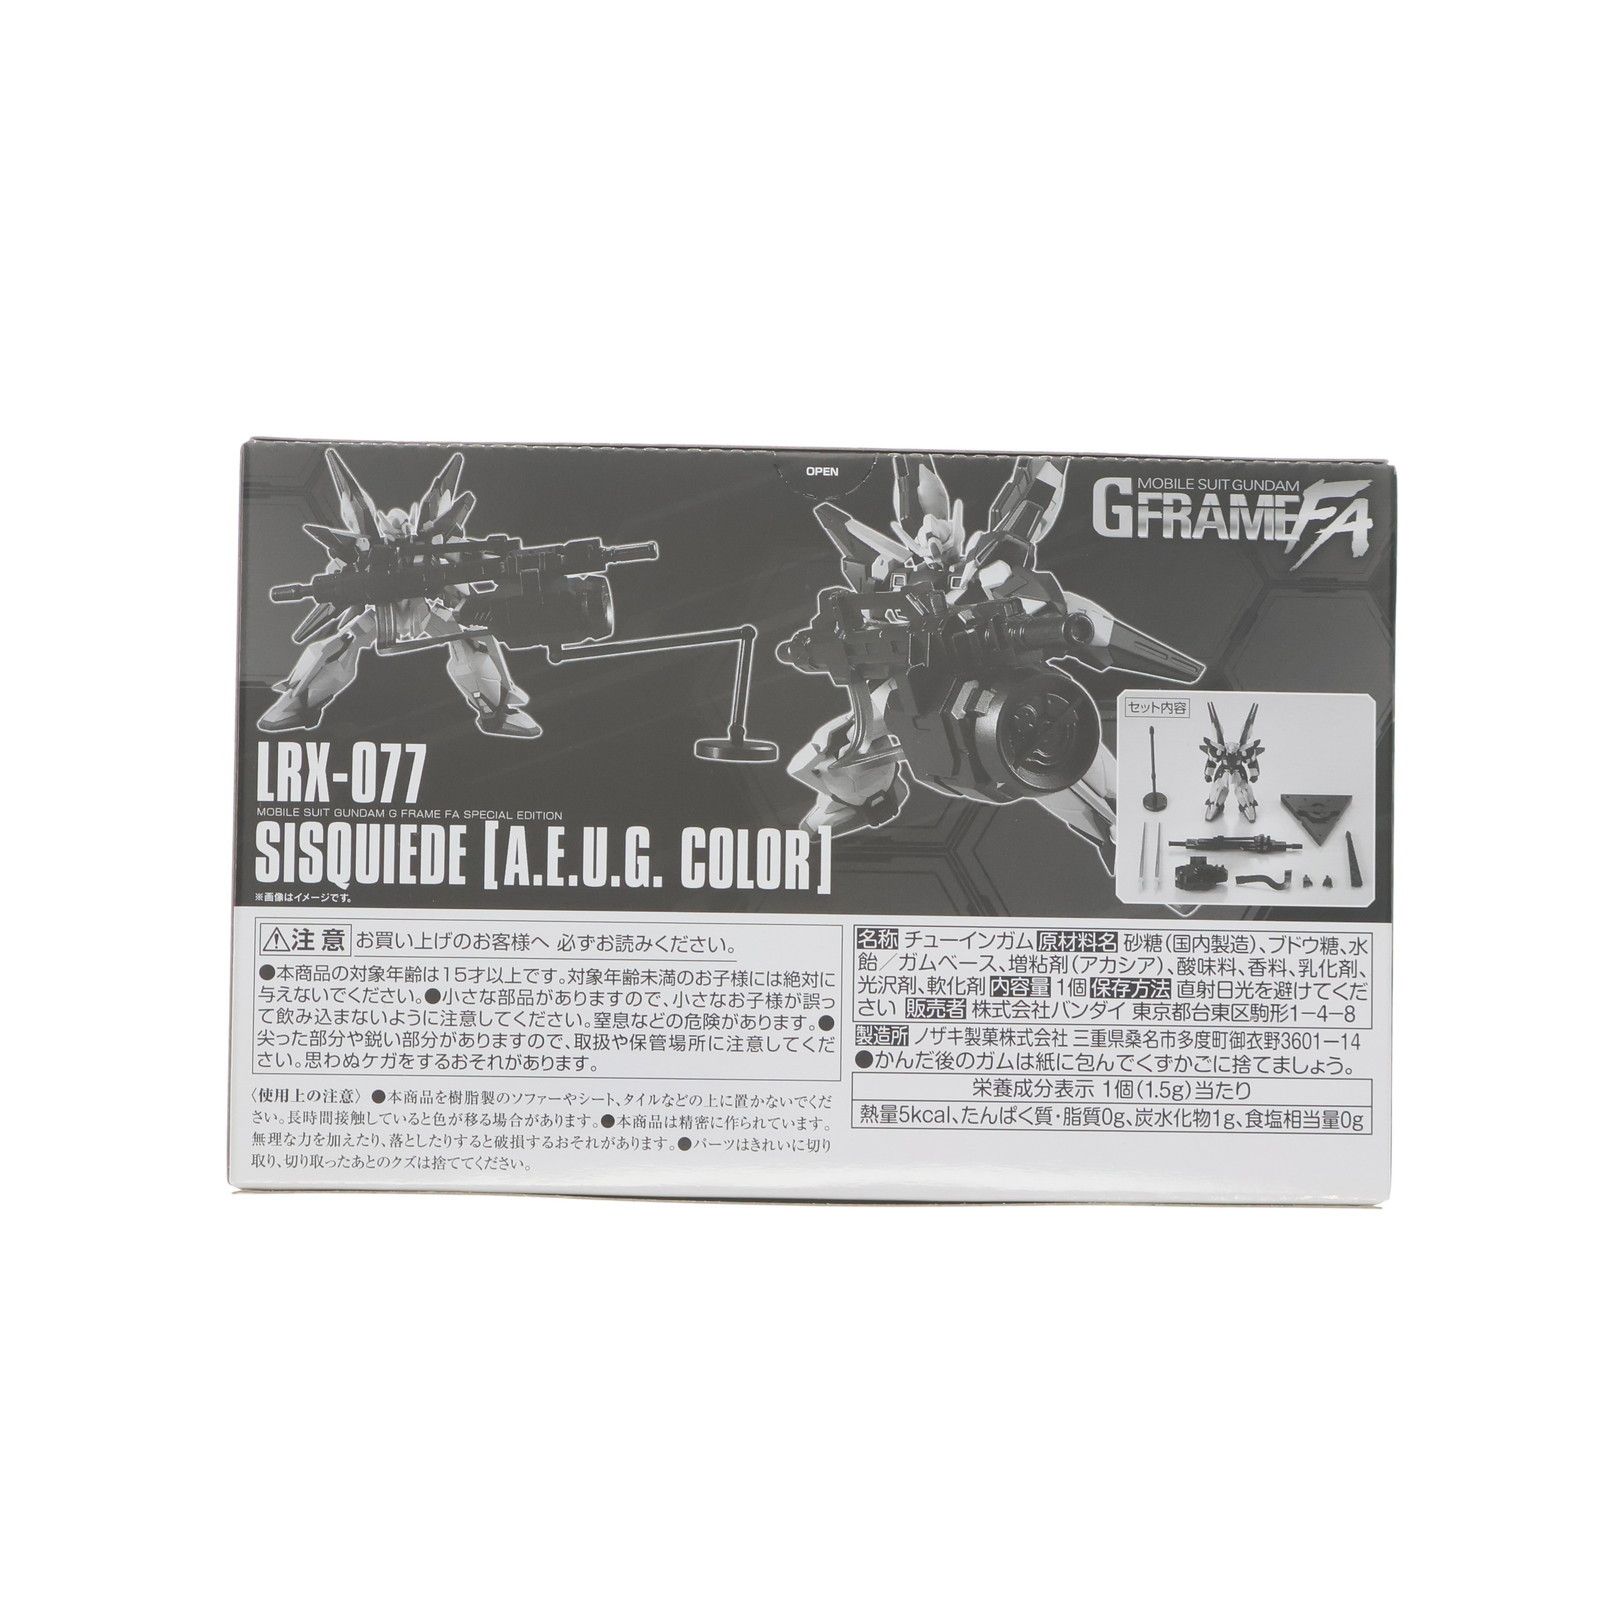 OPEN
MOBILE SUIT GUNDAM
G FRAME FA
セット内容
LRX-077
MOBILE SUIT GUNDAM G FRAME FA SPECIAL EDITION
SISQUIEDE [A.E.U.G. COLOR]
※画像はイメージです。
⚠注意 お買い上げのお客様へ 必ずお読みください。
●本商品の対象年齢は15才以上です。対象年齢未満のお子様には絶対に
与えないでください。●小さな部品がありますので、小さなお子様が誤っ
て飲み込まないように注意してください。窒息などの危険があります。●
尖った部分や鋭い部分がありますので、取扱や保管場所に注意してくだ
さい。思わぬケガをするおそれがあります。
〈使用上の注意〉●本商品を樹脂製のソファーやシート、タイルなどの上に置かないでくだ
さい。長時間接触していると色が移る場合があります。●本商品は精密に作られています。
無理な力を加えたり、落としたりすると破損するおそれがあります。●パーツはきれいに切り
取り、切り取ったあとのクズは捨ててください。
名称 チューインガム 原材料名 砂糖(国内製造)、ブドウ糖、水
飴／ガムベース、増粘剤(アカシア)、酸味料、香料、乳化剤、
光沢剤、軟化剤 内容量 1個 保存方法 直射日光を避けてくだ
さい 販売者 株式会社バンダイ 東京都台東区駒形1-4-8
製造所 ノザキ製菓株式会社 三重県桑名市多度町御衣野3601-14
●かんだ後のガムは紙に包んでくずかごに捨てましょう。
栄養成分表示 1個(1.5g)当たり
熱量5kcal、たんぱく質・脂質0g、炭水化物1g、食塩相当量0g